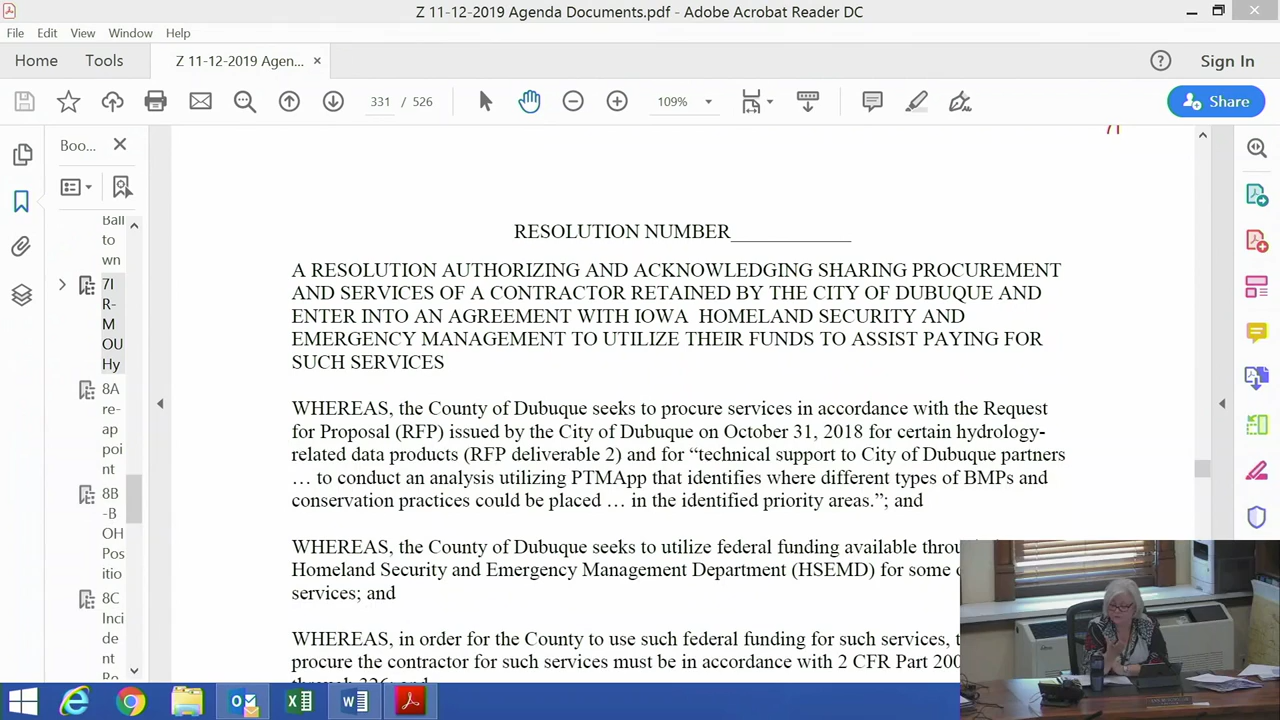 Z 11-12-2019 Agenda Documents.pdf - Adobe Acrobat Reader DC
File Edit View Window Help
Home Tools Z 11-12-2019 Agen... × Sign In
331 / 526 109% Share
71
Boo...
RESOLUTION NUMBER____________
A RESOLUTION AUTHORIZING AND ACKNOWLEDGING SHARING PROCUREMENT
AND SERVICES OF A CONTRACTOR RETAINED BY THE CITY OF DUBUQUE AND
ENTER INTO AN AGREEMENT WITH IOWA HOMELAND SECURITY AND
EMERGENCY MANAGEMENT TO UTILIZE THEIR FUNDS TO ASSIST PAYING FOR
SUCH SERVICES
WHEREAS, the County of Dubuque seeks to procure services in accordance with the Request
for Proposal (RFP) issued by the City of Dubuque on October 31, 2018 for certain hydrology-
related data products (RFP deliverable 2) and for “technical support to City of Dubuque partners
… to conduct an analysis utilizing PTMApp that identifies where different types of BMPs and
conservation practices could be placed … in the identified priority areas.”; and
WHEREAS, the County of Dubuque seeks to utilize federal funding available throu
Homeland Security and Emergency Management Department (HSEMD) for some o
services; and
WHEREAS, in order for the County to use such federal funding for such services, t
procure the contractor for such services must be in accordance with 2 CFR Part 200
through 326; and
Ball
to
wn
7I
R-
M
OU
Hy
8A
re-
ap
poi
nt
8B
-B
OH
Pos
itio
8C
Inci
de
nt